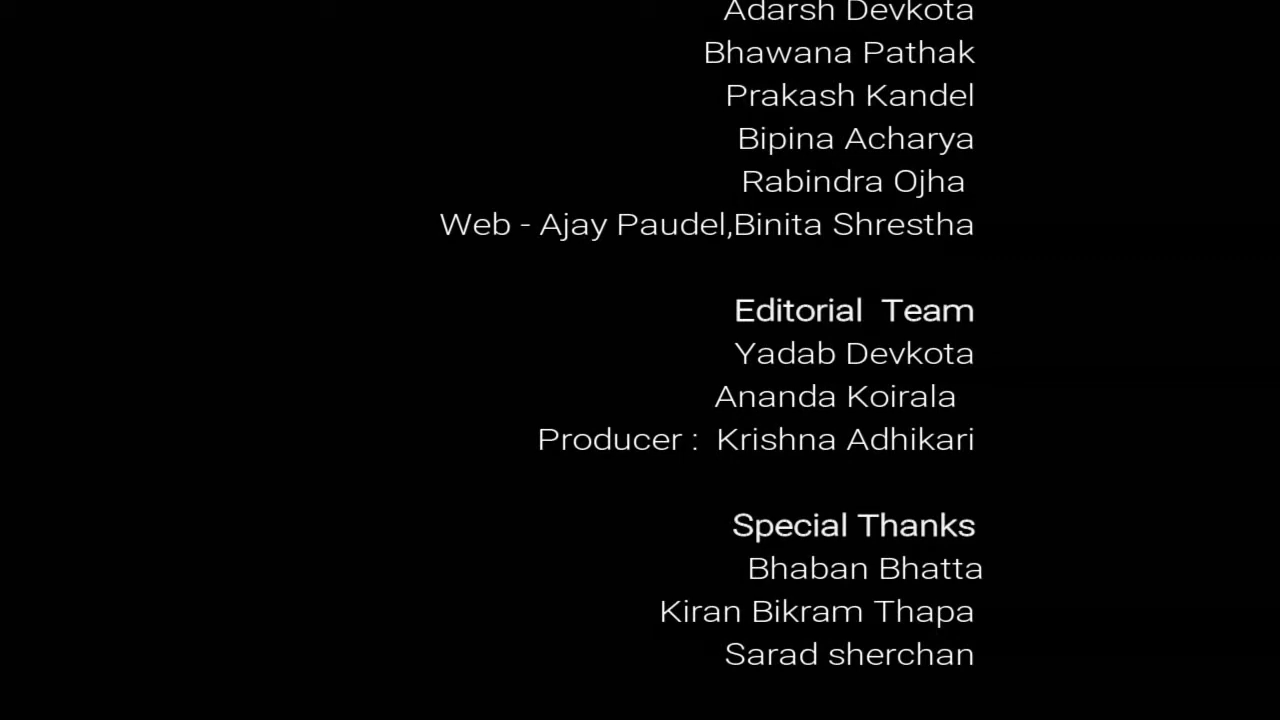 Adarsh Devkota
Bhawana Pathak
Prakash Kandel
Bipina Acharya
Rabindra Ojha
Web - Ajay Paudel,Binita Shrestha
Editorial  Team
Yadab Devkota
Ananda Koirala
Producer :  Krishna Adhikari
Special Thanks
Bhaban Bhatta
Kiran Bikram Thapa
Sarad sherchan